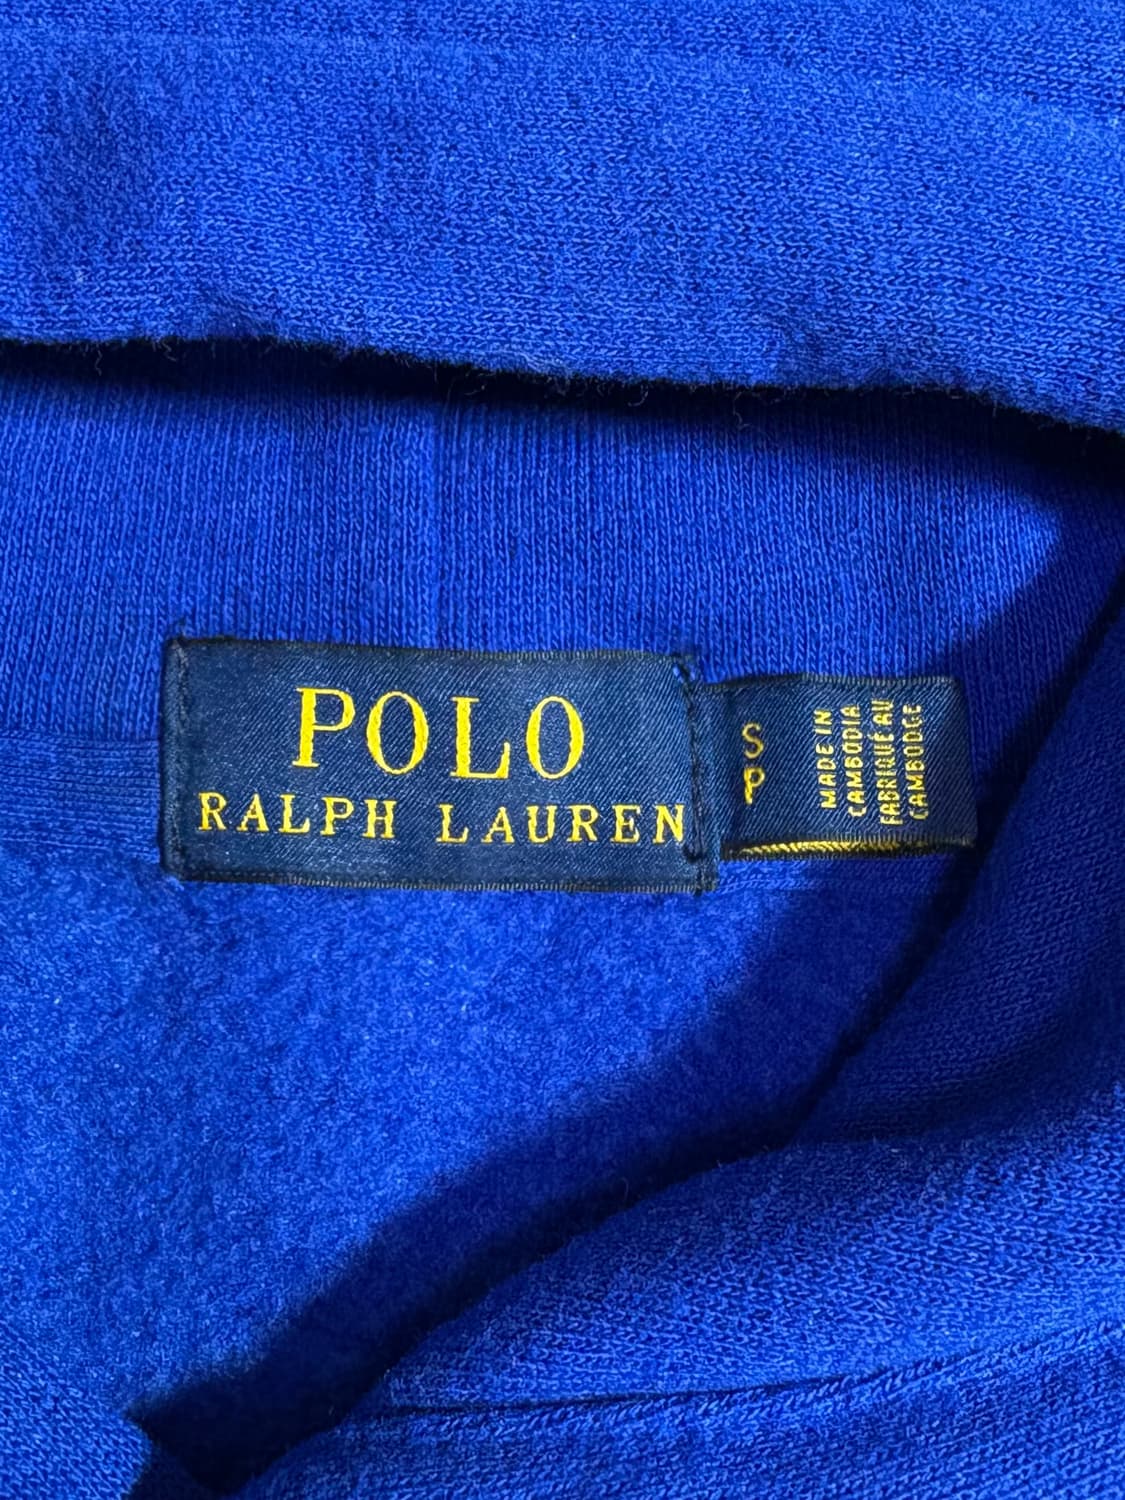 POLO
RALPH LAUREN
S
P
MADE IN
CAMBODIA
FABRIQUÉ AU
CAMBODGE